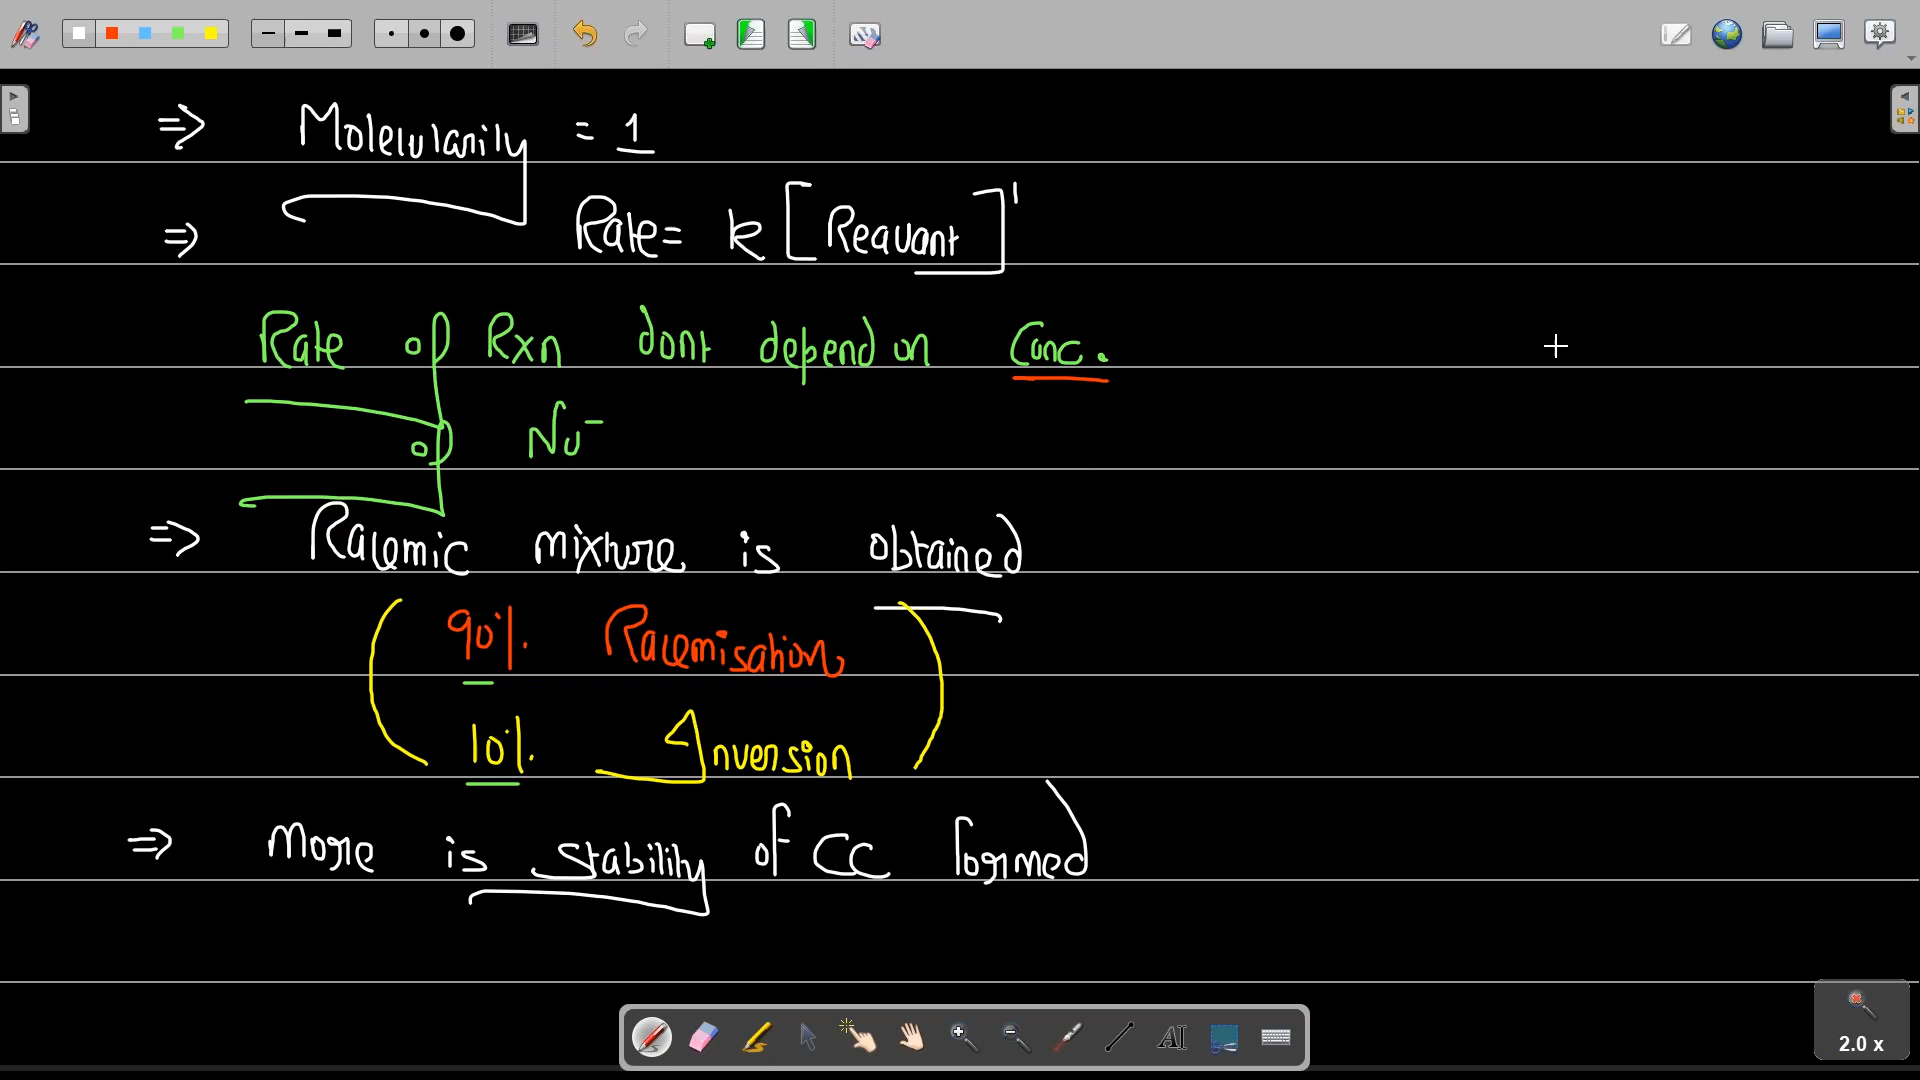 => Molecularity = 1
=> Rate = k [Reactant]¹
Rate of Rxn dont depend on Conc.
of Nu⁻
=> Racemic mixture is obtained
( 90% Racemisation
10% Inversion )
=> More is stability of CC formed
2.0 x